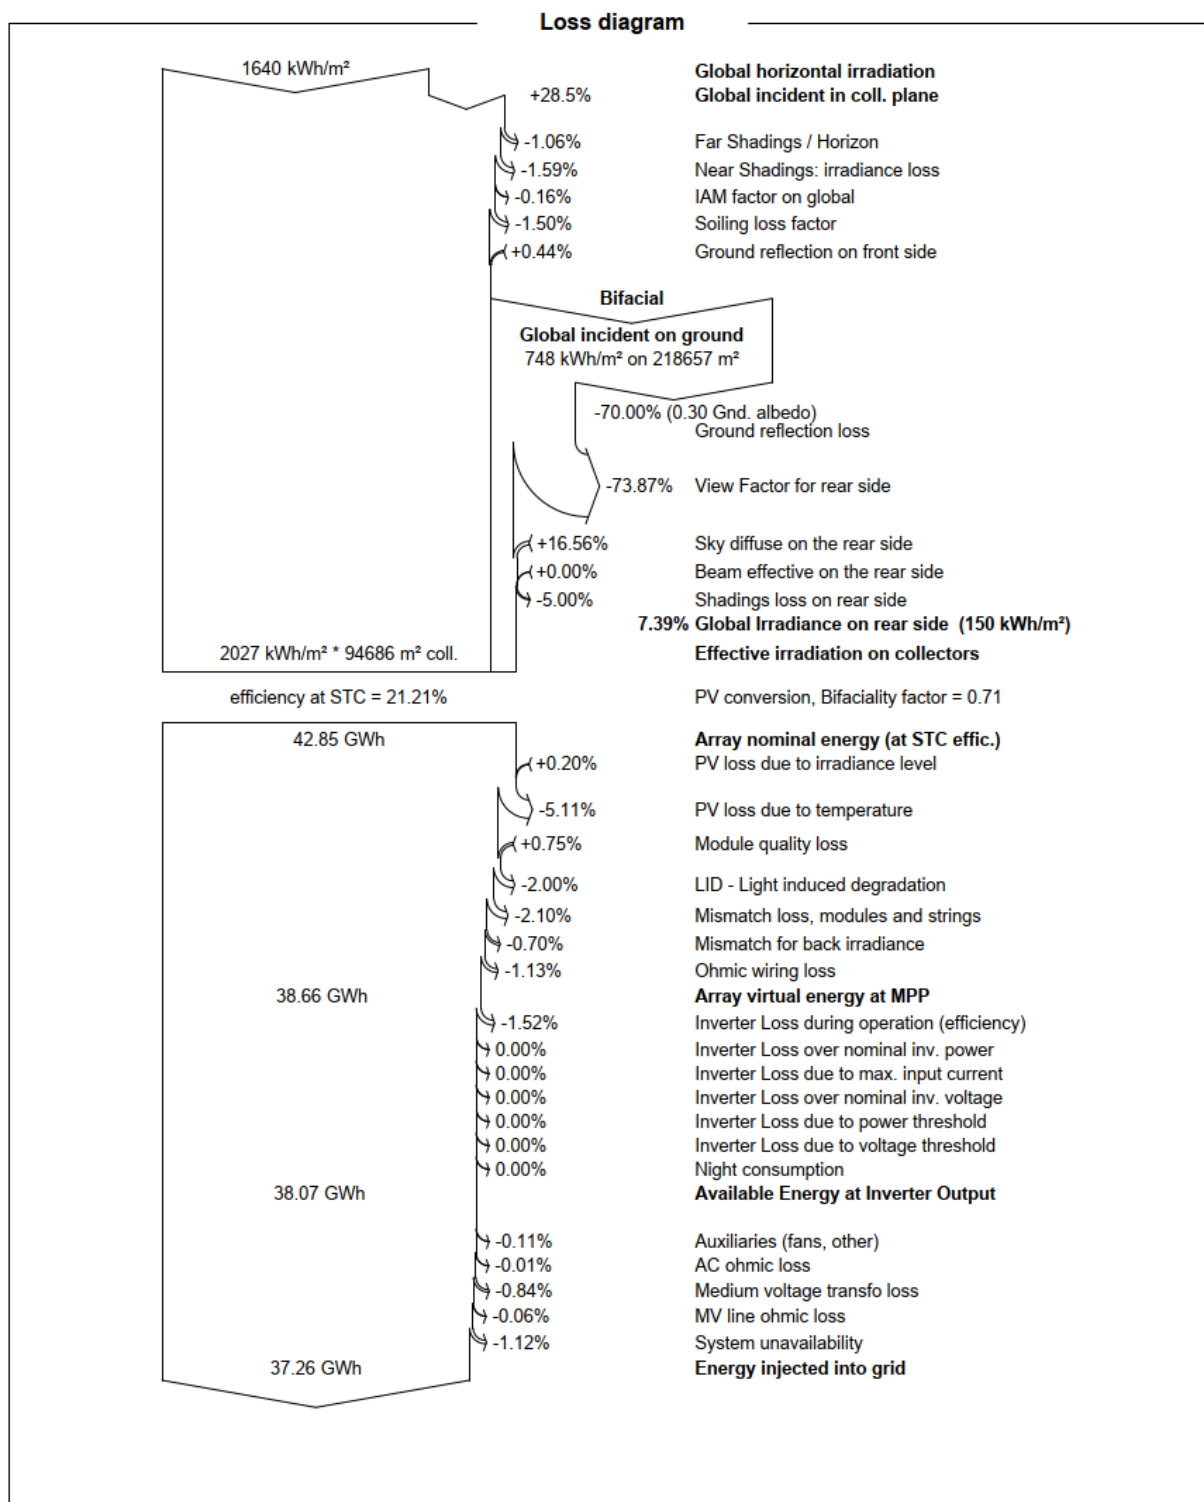 Loss diagram
1640 kWh/m² Global horizontal irradiation
+28.5% Global incident in coll. plane
-1.06% Far Shadings / Horizon
-1.59% Near Shadings: irradiance loss
-0.16% IAM factor on global
-1.50% Soiling loss factor
+0.44% Ground reflection on front side
Bifacial
Global incident on ground
748 kWh/m² on 218657 m²
-70.00% (0.30 Gnd. albedo)
Ground reflection loss
-73.87% View Factor for rear side
+16.56% Sky diffuse on the rear side
+0.00% Beam effective on the rear side
-5.00% Shadings loss on rear side
7.39% Global Irradiance on rear side (150 kWh/m²)
2027 kWh/m² * 94686 m² coll. Effective irradiation on collectors
efficiency at STC = 21.21% PV conversion, Bifaciality factor = 0.71
42.85 GWh Array nominal energy (at STC effic.)
+0.20% PV loss due to irradiance level
-5.11% PV loss due to temperature
+0.75% Module quality loss
-2.00% LID - Light induced degradation
-2.10% Mismatch loss, modules and strings
-0.70% Mismatch for back irradiance
-1.13% Ohmic wiring loss
38.66 GWh Array virtual energy at MPP
-1.52% Inverter Loss during operation (efficiency)
0.00% Inverter Loss over nominal inv. power
0.00% Inverter Loss due to max. input current
0.00% Inverter Loss over nominal inv. voltage
0.00% Inverter Loss due to power threshold
0.00% Inverter Loss due to voltage threshold
0.00% Night consumption
38.07 GWh Available Energy at Inverter Output
-0.11% Auxiliaries (fans, other)
-0.01% AC ohmic loss
-0.84% Medium voltage transfo loss
-0.06% MV line ohmic loss
-1.12% System unavailability
37.26 GWh Energy injected into grid